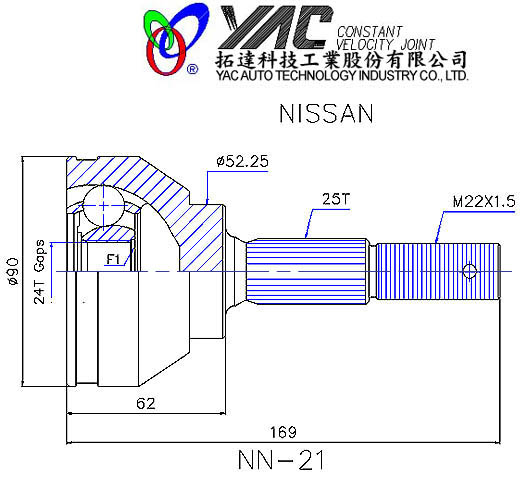 YAC CONSTANT
VELOCITY JOINT
®
拓達科技工業股份有限公司
YAC AUTO TECHNOLOGY INDUSTRY CO., LTD.
NISSAN
ø52.25
25T
M22X1.5
ø90
24T Gaps
F1
62
169
NN-21